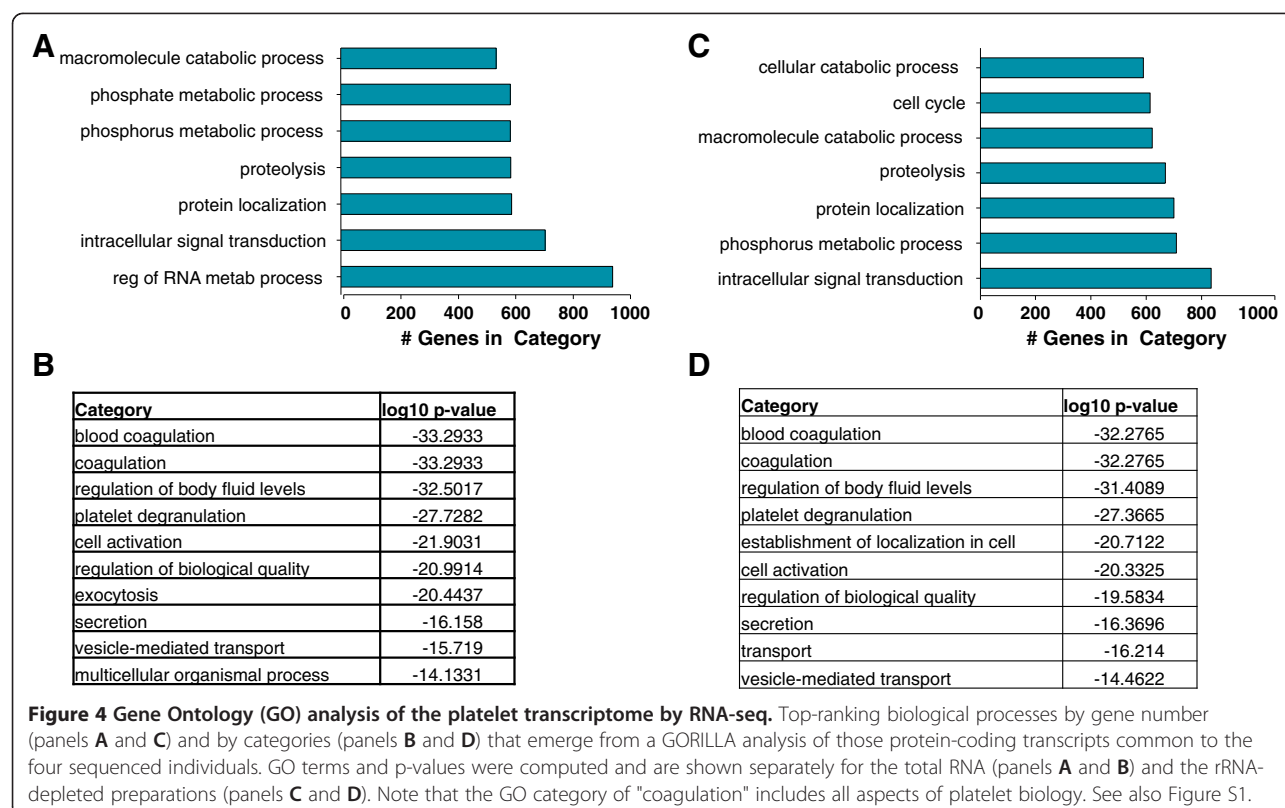 A
macromolecule catabolic process
phosphate metabolic process
phosphorus metabolic process
proteolysis
protein localization
intracellular signal transduction
reg of RNA metab process
0 200 400 600 800 1000
# Genes in Category
C
cellular catabolic process
cell cycle
macromolecule catabolic process
proteolysis
protein localization
phosphorus metabolic process
intracellular signal transduction
0 200 400 600 800 1000
# Genes in Category
B
Category log10 p-value
blood coagulation -33.2933
coagulation -33.2933
regulation of body fluid levels -32.5017
platelet degranulation -27.7282
cell activation -21.9031
regulation of biological quality -20.9914
exocytosis -20.4437
secretion -16.158
vesicle-mediated transport -15.719
multicellular organismal process -14.1331
D
Category log10 p-value
blood coagulation -32.2765
coagulation -32.2765
regulation of body fluid levels -31.4089
platelet degranulation -27.3665
establishment of localization in cell -20.7122
cell activation -20.3325
regulation of biological quality -19.5834
secretion -16.3696
transport -16.214
vesicle-mediated transport -14.4622
Figure 4 Gene Ontology (GO) analysis of the platelet transcriptome by RNA-seq. Top-ranking biological processes by gene number
(panels A and C) and by categories (panels B and D) that emerge from a GORILLA analysis of those protein-coding transcripts common to the
four sequenced individuals. GO terms and p-values were computed and are shown separately for the total RNA (panels A and B) and the rRNA-
depleted preparations (panels C and D). Note that the GO category of "coagulation" includes all aspects of platelet biology. See also Figure S1.